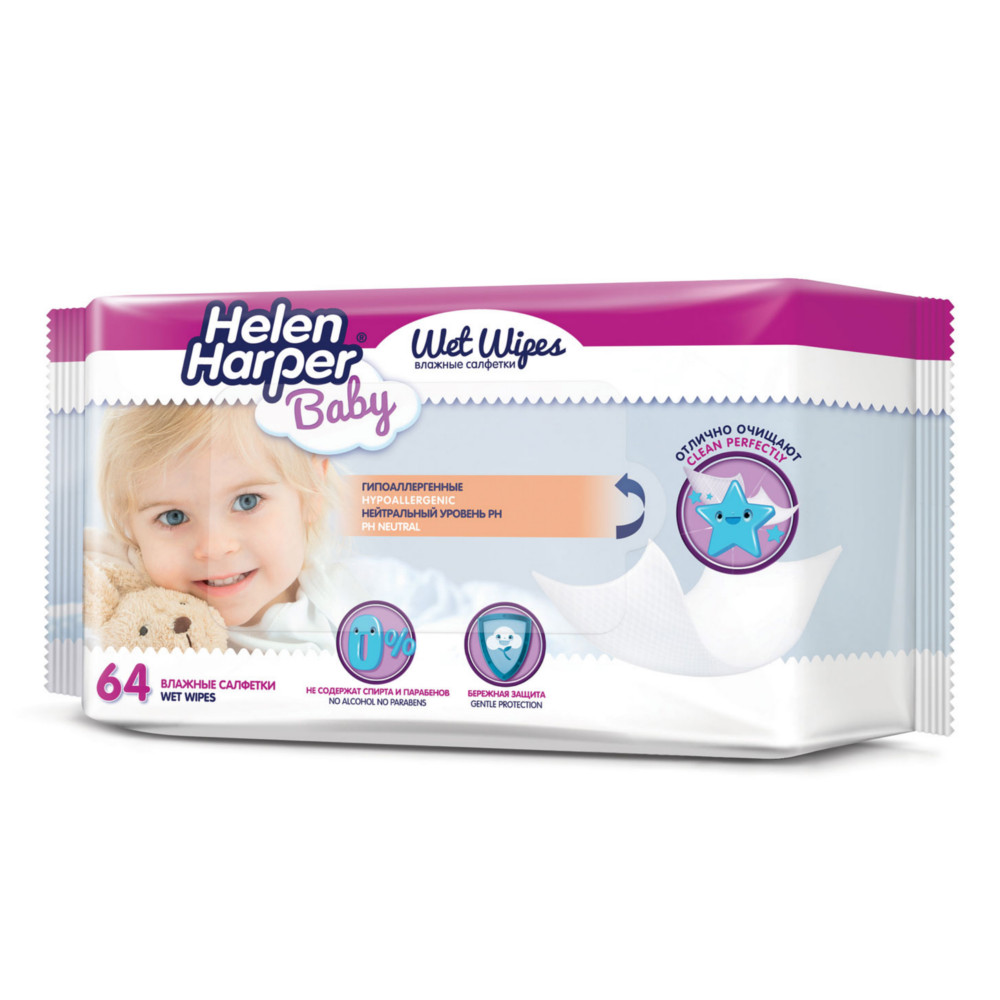 Helen
Harper®
Baby
Wet Wipes
влажные салфетки
ОТЛИЧНО ОЧИЩАЮТ
CLEAN PERFECTLY
ГИПОАЛЛЕРГЕННЫЕ
HYPOALLERGENIC
НЕЙТРАЛЬНЫЙ УРОВЕНЬ PH
PH NEUTRAL
0%
64 ВЛАЖНЫЕ САЛФЕТКИ
WET WIPES
НЕ СОДЕРЖАТ СПИРТА И ПАРАБЕНОВ
NO ALCOHOL NO PARABENS
БЕРЕЖНАЯ ЗАЩИТА
GENTLE PROTECTION